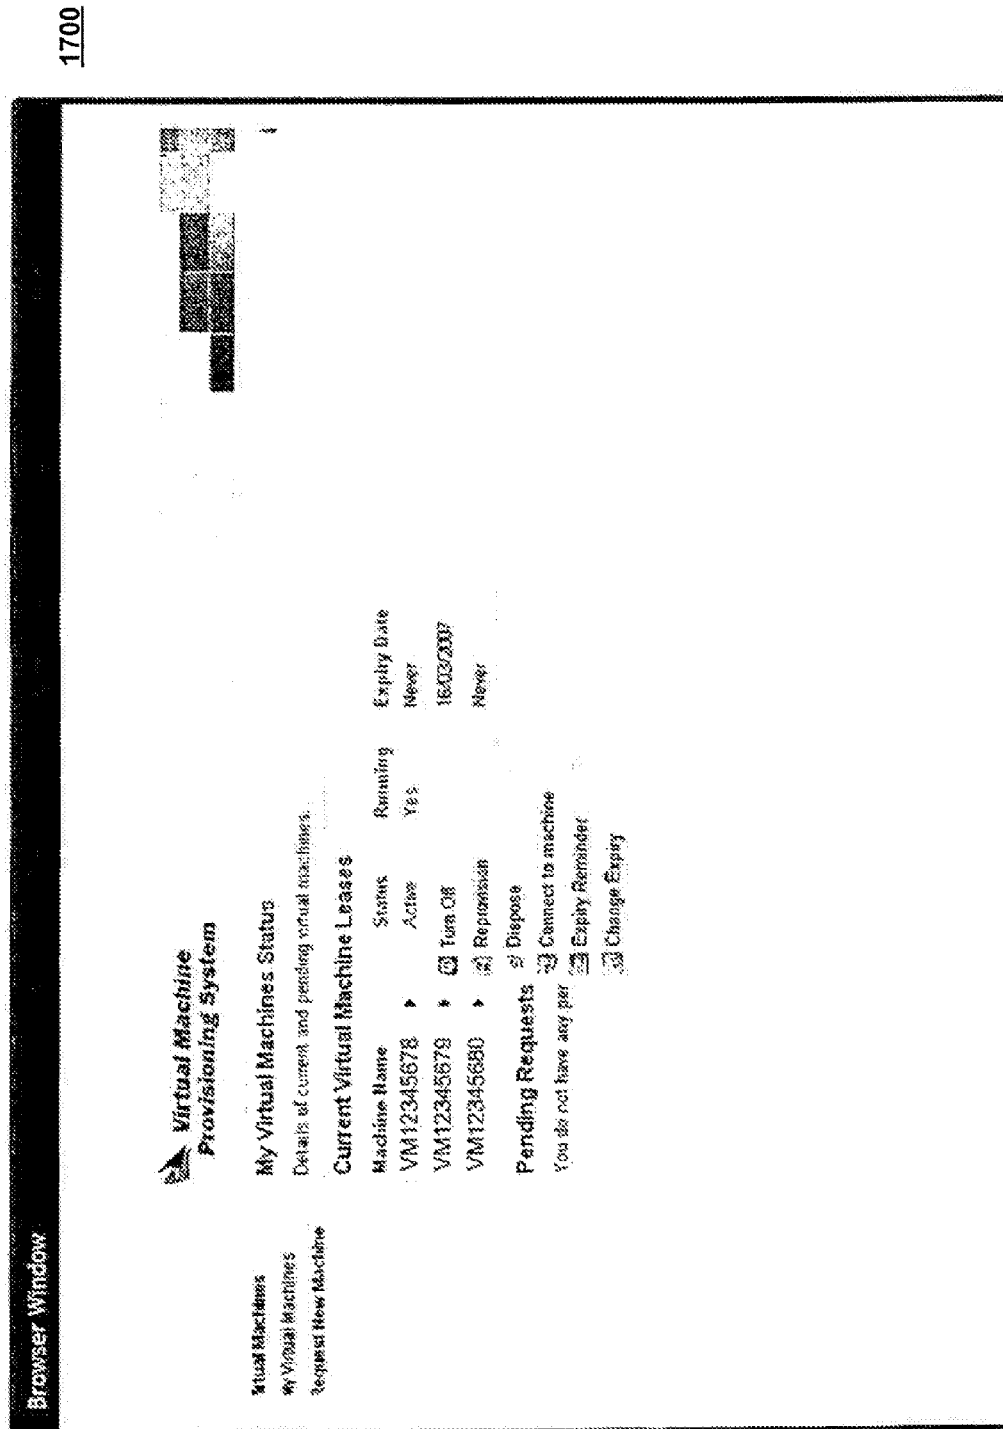 1700
Browser Window
Virtual Machine
Provisioning System
Virtual Machines
My Virtual Machines
Request New Machine
My Virtual Machines Status
Details of current and pending virtual machines.
Current Virtual Machine Leases
Machine Name Status Running Expiry Date
VM12345678 Active Yes Never
VM12345679 Turn Off 16/03/2007
VM12345680 Reprovision Never
Dispose
Pending Requests Connect to machine
You do not have any per Expiry Reminder
Change Expiry